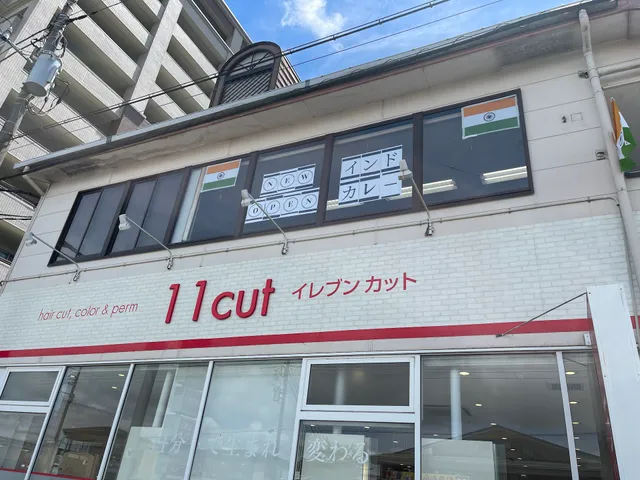 NEW
OPEN
インド
カレー
hair cut, color & perm
11cut
イレブンカット
変わる